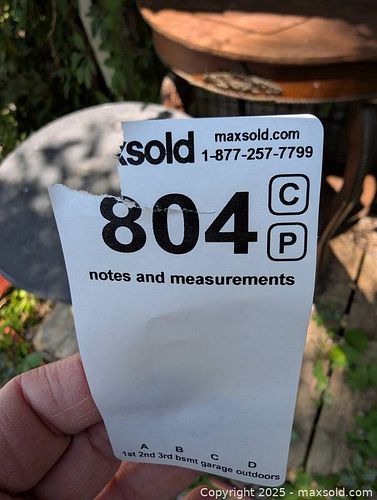 xsold
maxsold.com
1-877-257-7799
804
C
P
notes and measurements
A B C D
1st 2nd 3rd bsmt garage outdoors
Copyright 2025 - maxsold.com